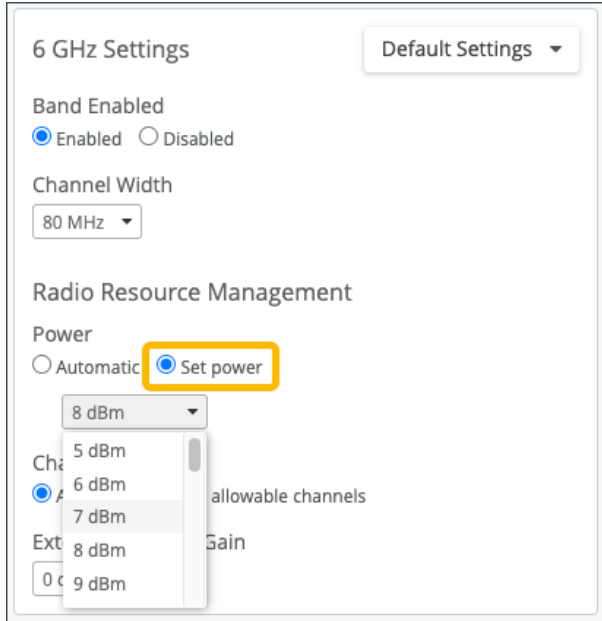 6 GHz Settings
Default Settings
Band Enabled
Enabled Disabled
Channel Width
80 MHz
Radio Resource Management
Power
Automatic Set power
8 dBm
5 dBm
6 dBm
7 dBm
8 dBm
9 dBm
allowable channels
Gain
0